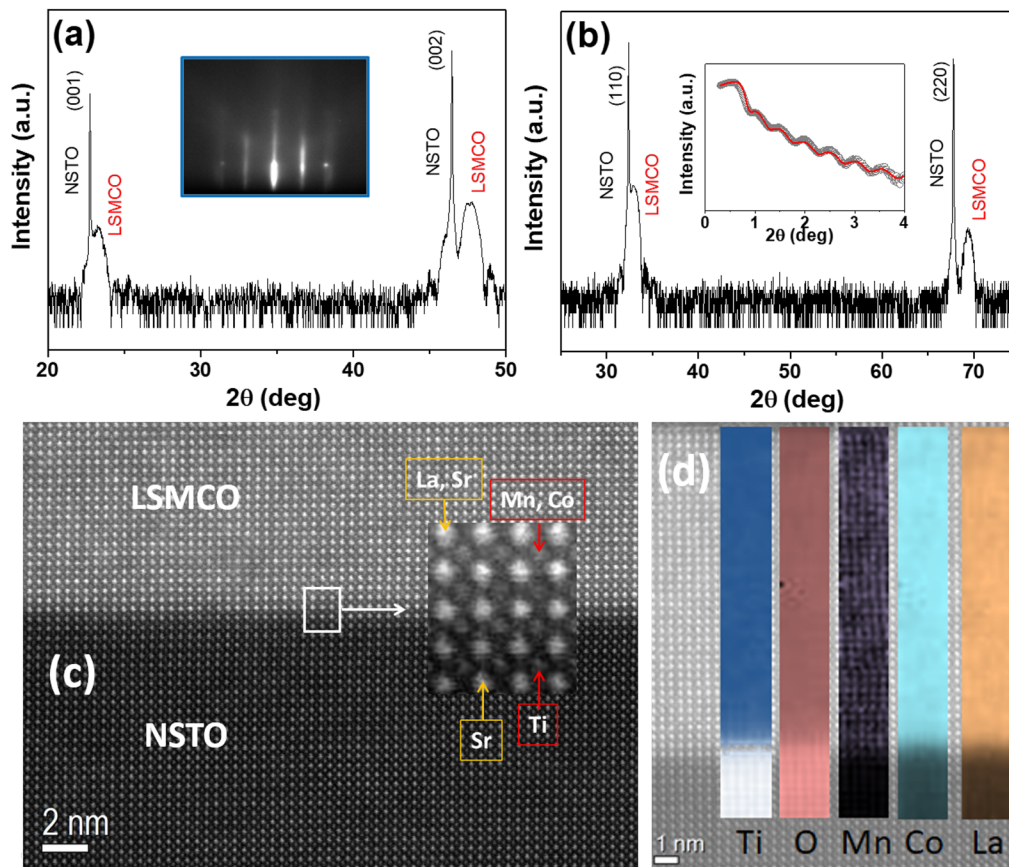 (a)
Intensity (a.u.)
NSTO
(001)
LSMCO
NSTO
(002)
LSMCO
20
30
40
50
2θ (deg)
(b)
Intensity (a.u.)
NSTO
(110)
LSMCO
NSTO
(220)
LSMCO
Intensity (a.u.)
0
1
2
3
4
2θ (deg)
30
40
50
60
70
2θ (deg)
LSMCO
La, Sr
Mn, Co
(c)
NSTO
Sr
Ti
2 nm
(d)
Ti
O
Mn
Co
La
1 nm